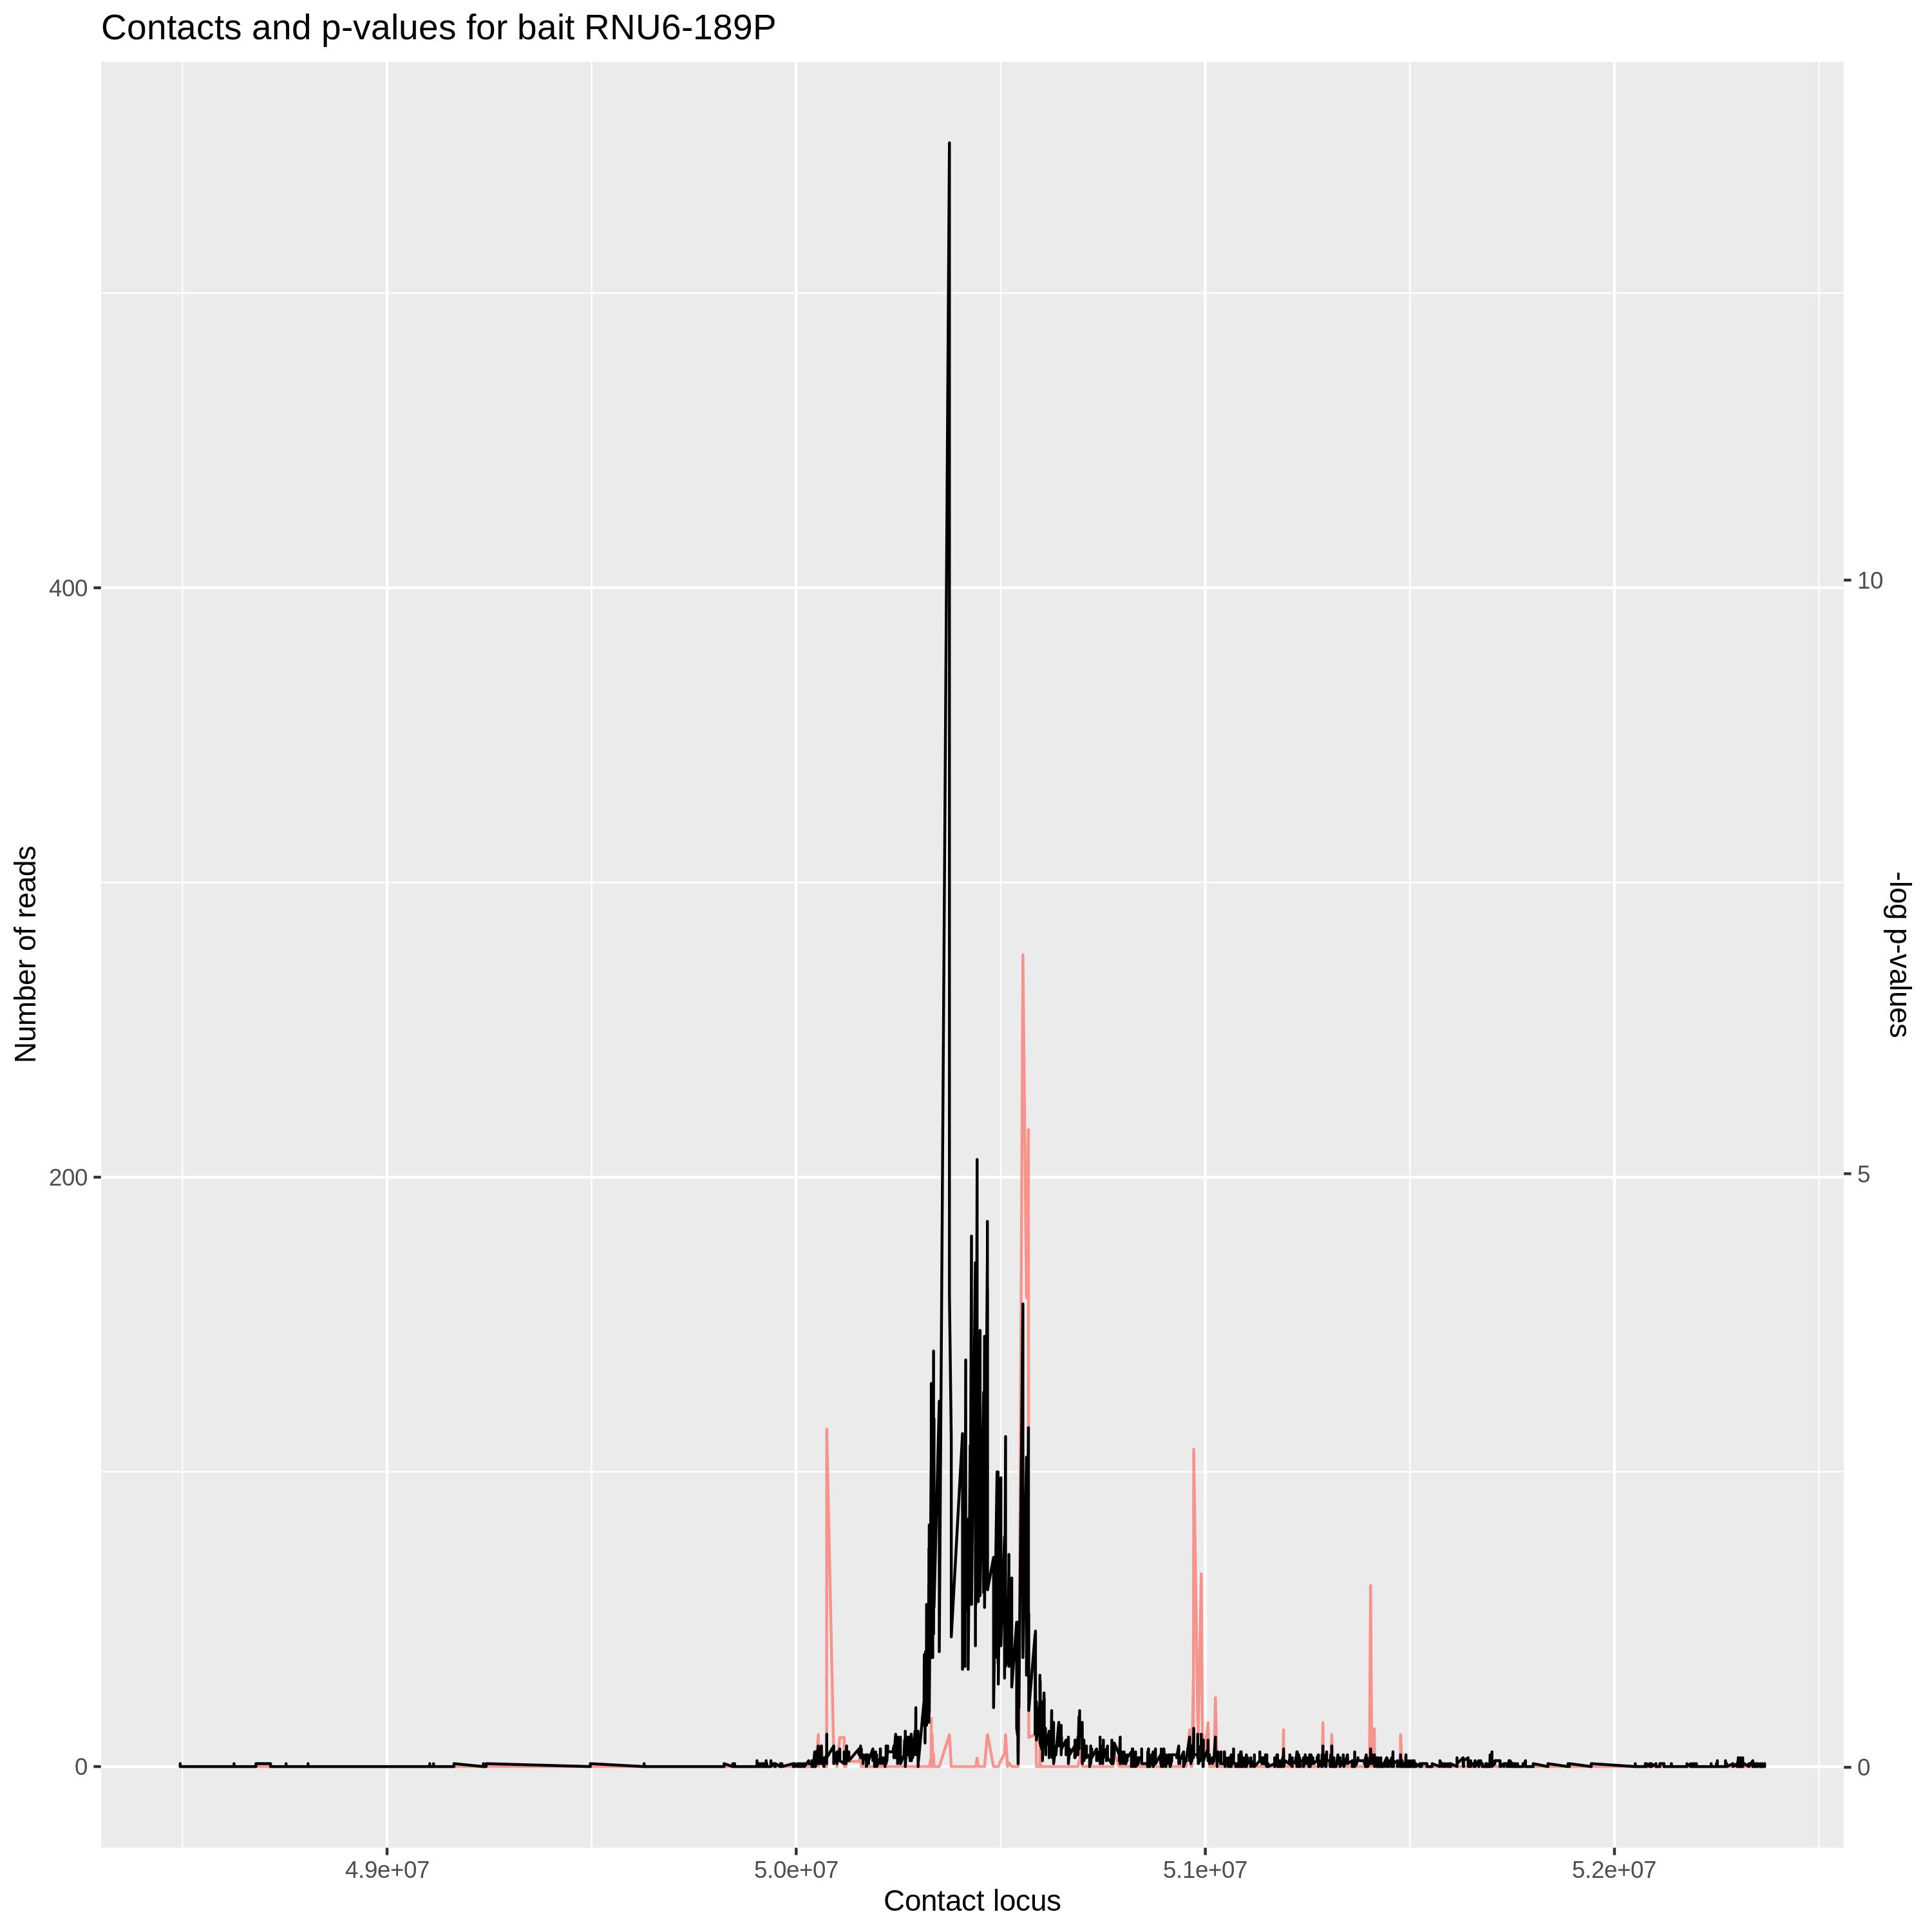 Contacts and p-values for bait RNU6-189P
400
200
0
Number of reads
10
5
0
-log p-values
4.9e+07 5.0e+07 5.1e+07 5.2e+07
Contact locus